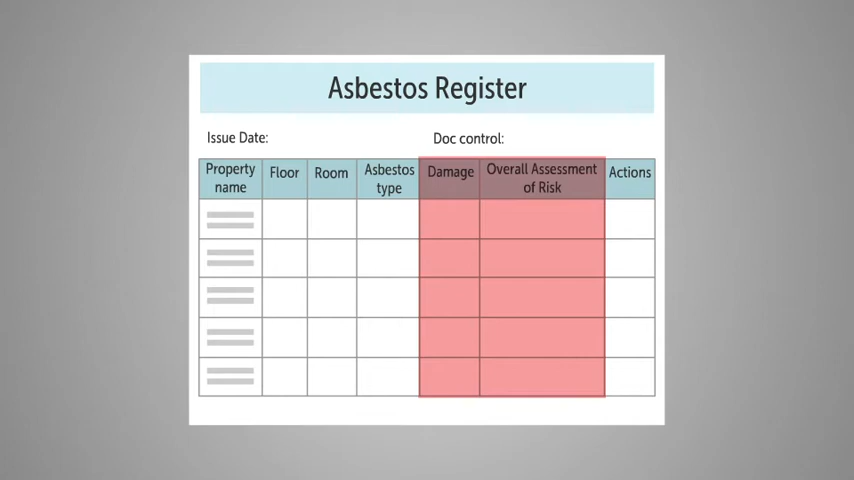 Asbestos Register
Issue Date:
Doc control:
Property name
Floor
Room
Asbestos type
Damage
Overall Assessment of Risk
Actions